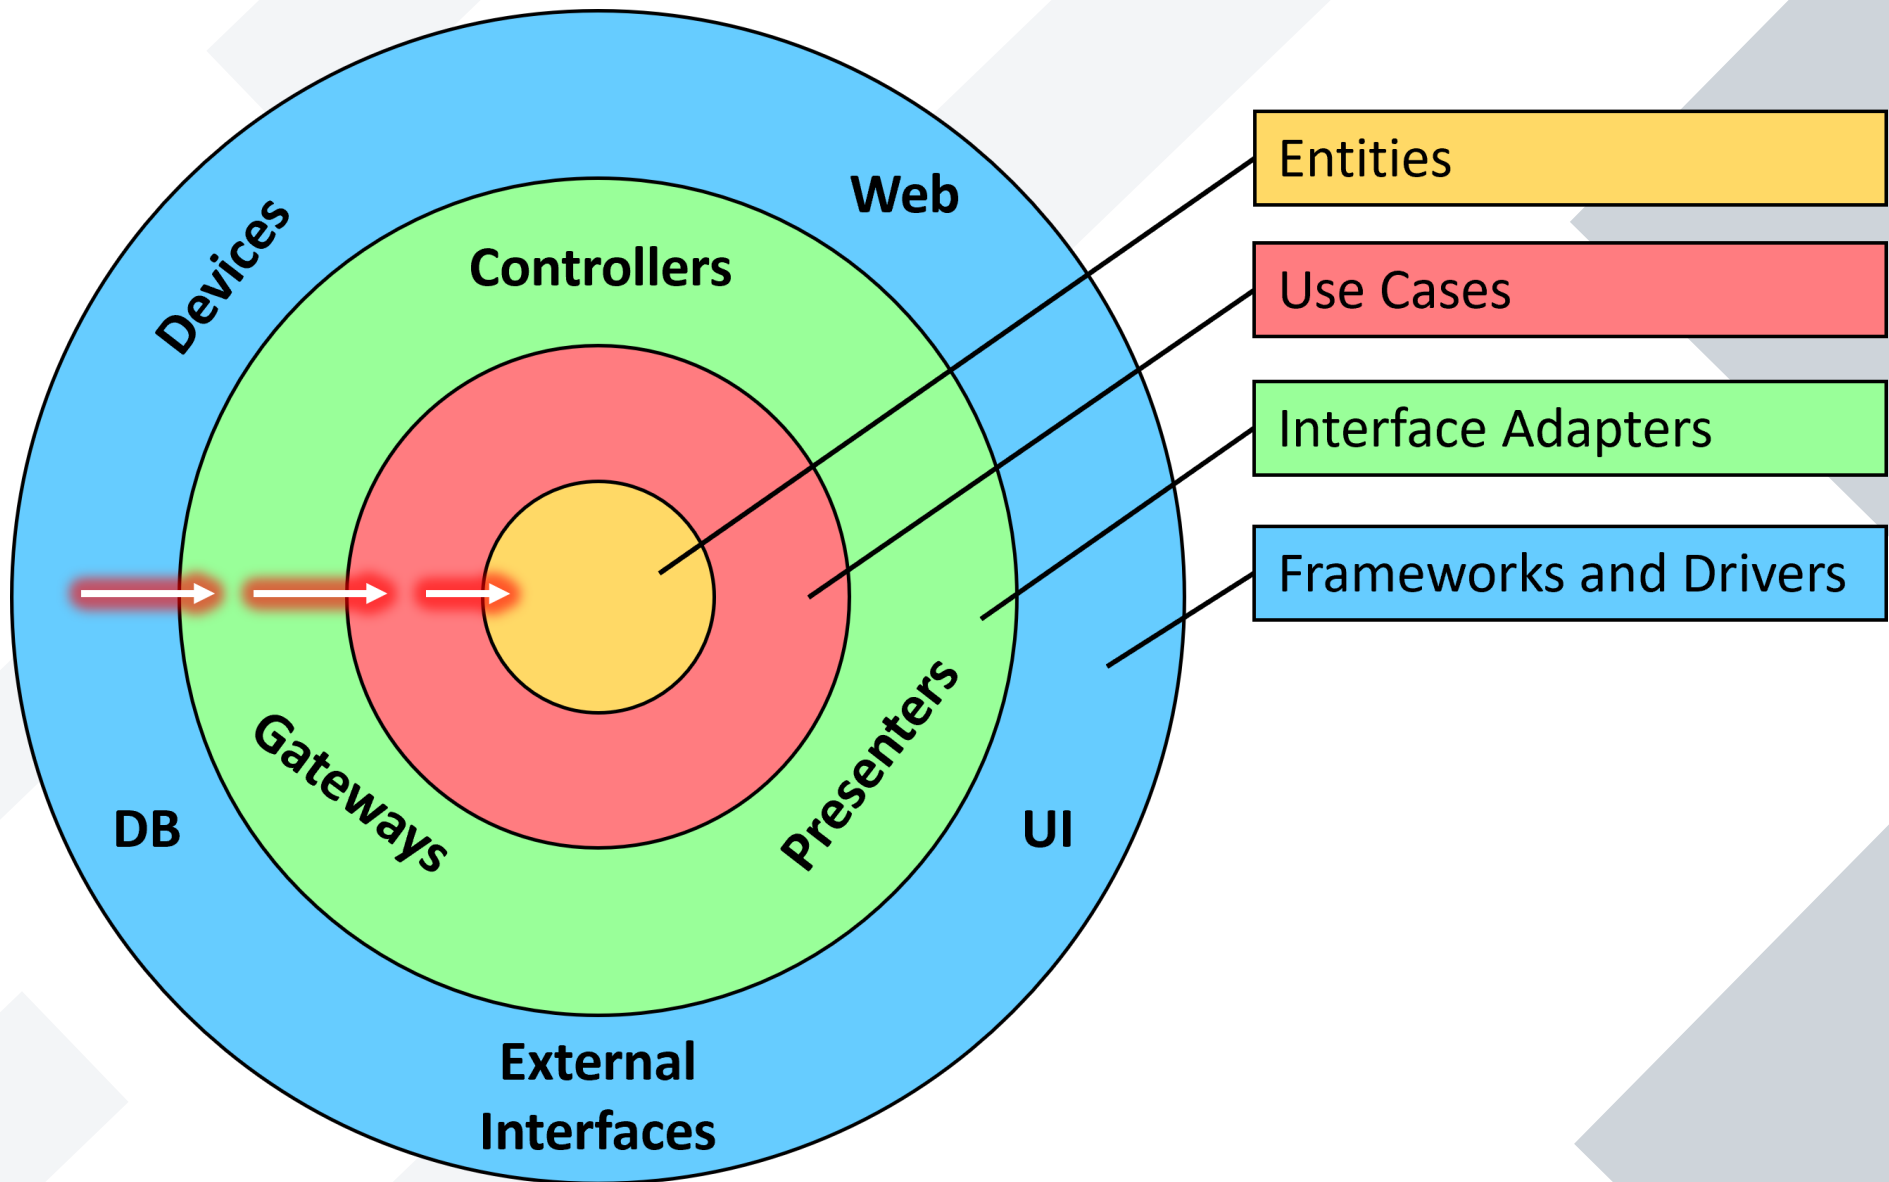 Entities
Use Cases
Interface Adapters
Frameworks and Drivers
Devices
Web
Controllers
Gateways
Presenters
DB
UI
External
Interfaces